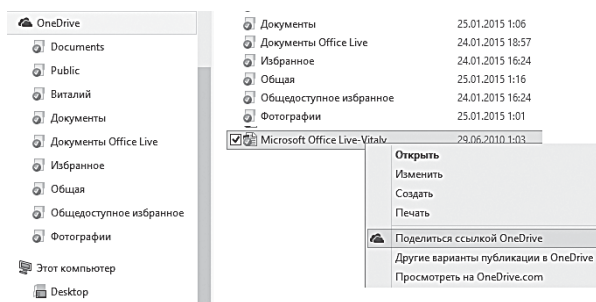 OneDrive
Documents
Public
Виталий
Документы
Документы Office Live
Избранное
Общая
Общедоступное избранное
Фотографии
Этот компьютер
Desktop
Документы 25.01.2015 1:06
Документы Office Live 24.01.2015 18:57
Избранное 24.01.2015 16:24
Общая 25.01.2015 1:16
Общедоступное избранное 24.01.2015 16:24
Фотографии 25.01.2015 1:01
Microsoft Office Live-Vitaly 29.06.2010 1:03
Открыть
Изменить
Создать
Печать
Поделиться ссылкой OneDrive
Другие варианты публикации в OneDrive
Просмотреть на OneDrive.com